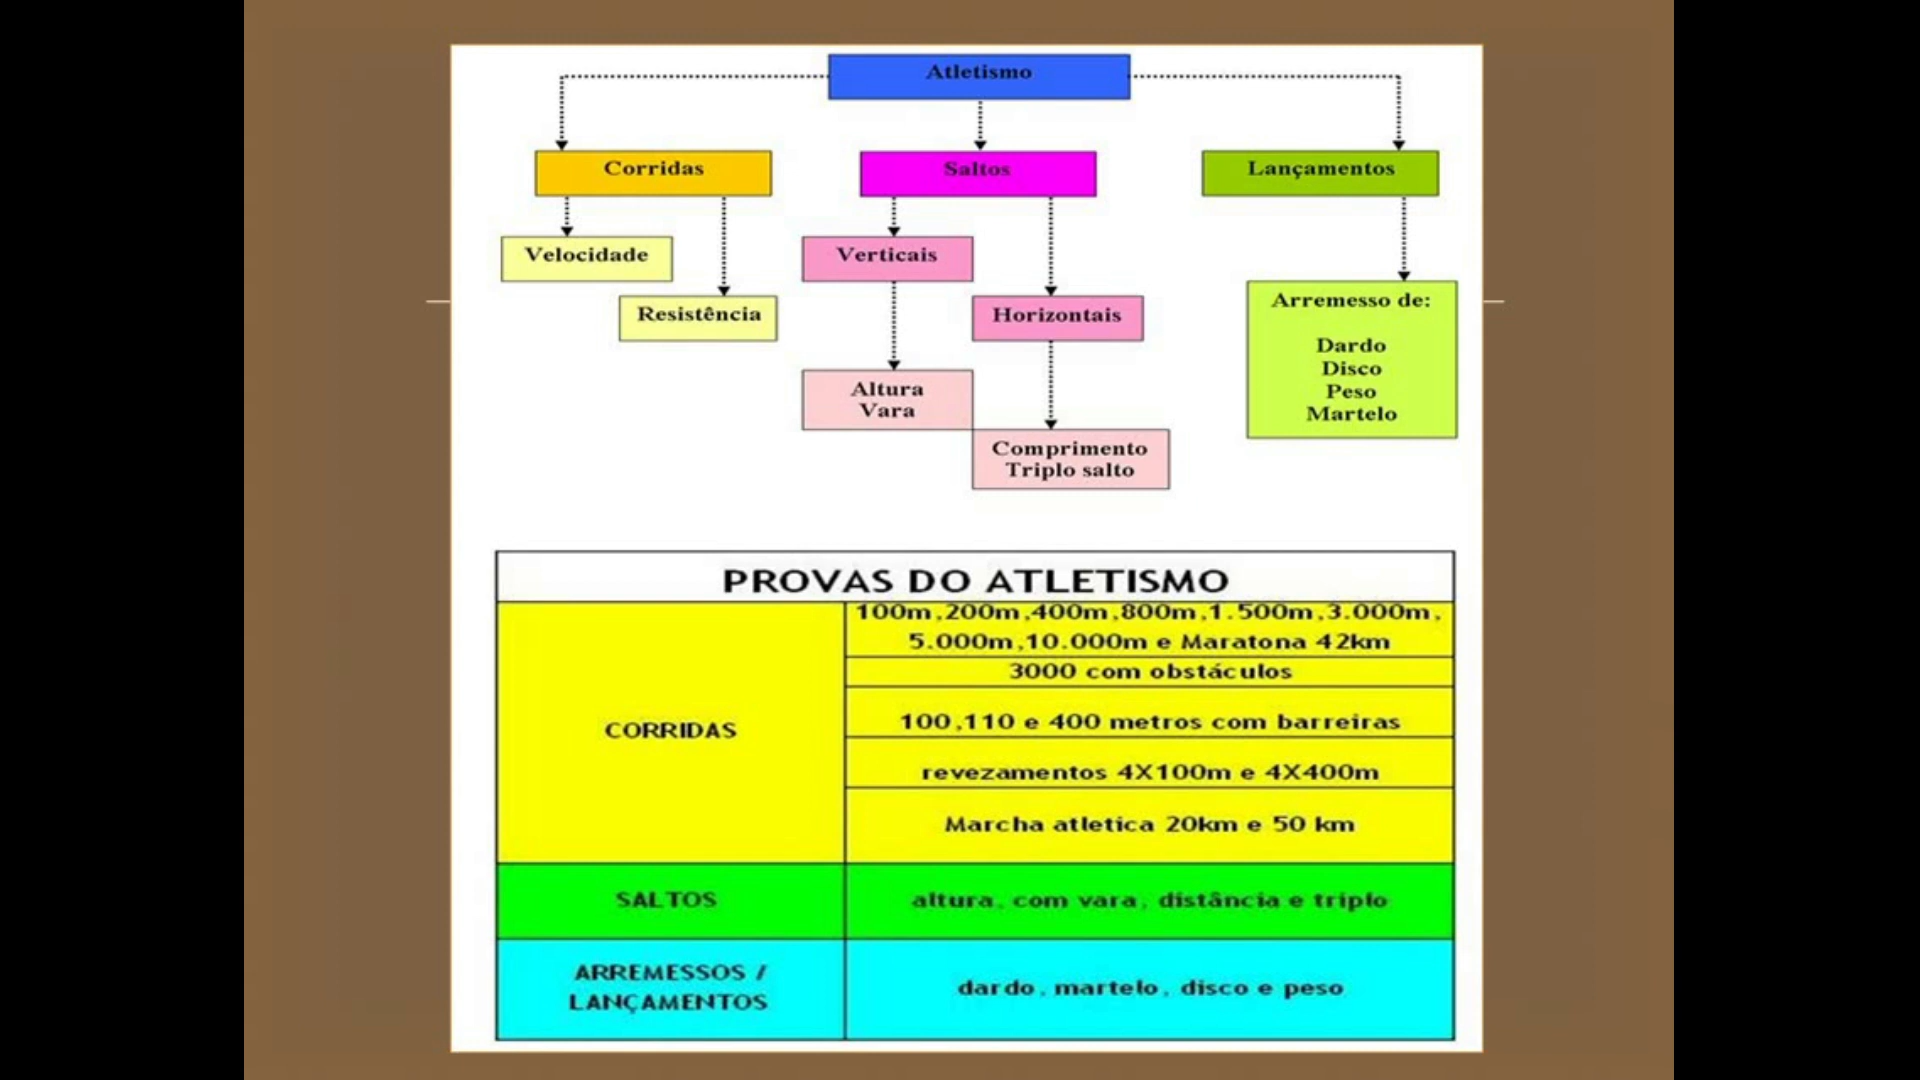 Atletismo
Corridas
Saltos
Lançamentos
Velocidade
Verticais
Resistência
Horizontais
Arremesso de:
Dardo
Disco
Peso
Martelo
Altura
Vara
Comprimento
Triplo salto
PROVAS DO ATLETISMO
CORRIDAS
100m,200m,400m,800m,1.500m,3.000m,
5.000m,10.000m e Maratona 42km
3000 com obstáculos
100,110 e 400 metros com barreiras
revezamentos 4X100m e 4X400m
Marcha atletica 20km e 50 km
SALTOS
altura, com vara, distância e triplo
ARREMESSOS /
LANÇAMENTOS
dardo, martelo, disco e peso